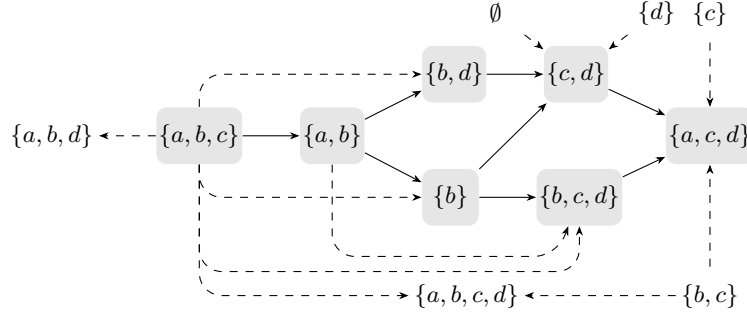 ∅ {d} {c}
{b, d} {c, d}
{a, b, d} {a, b, c} {a, b} {a, c, d}
{b} {b, c, d}
{a, b, c, d} {b, c}